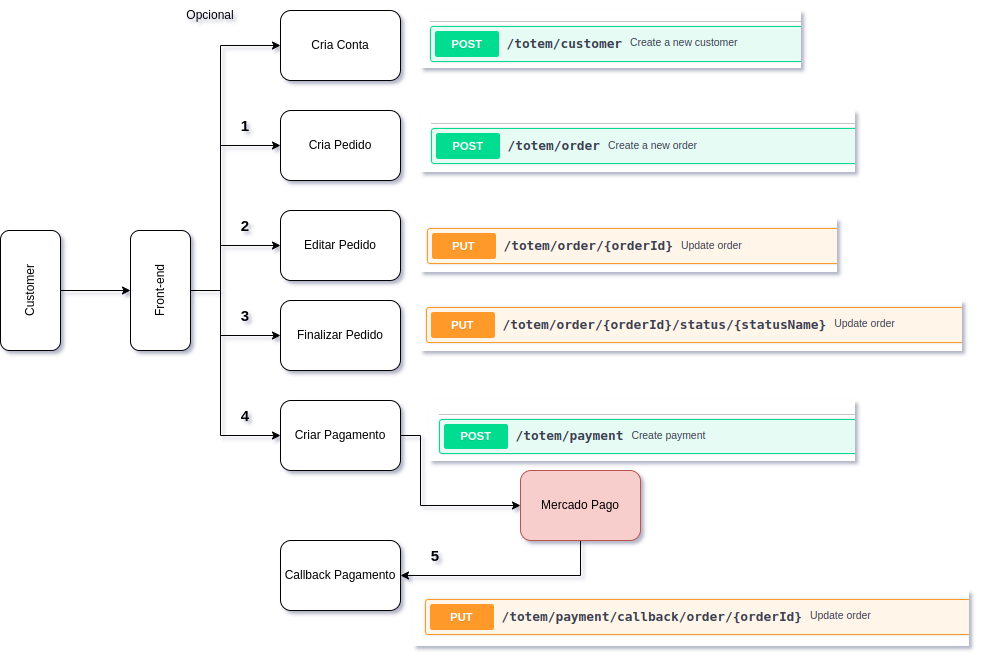 Opcional
Cria Conta
POST /totem/customer Create a new customer
1
Cria Pedido
POST /totem/order Create a new order
2
Editar Pedido
PUT /totem/order/{orderId} Update order
Customer
Front-end
3
Finalizar Pedido
PUT /totem/order/{orderId}/status/{statusName} Update order
4
Criar Pagamento
POST /totem/payment Create payment
Mercado Pago
5
Callback Pagamento
PUT /totem/payment/callback/order/{orderId} Update order